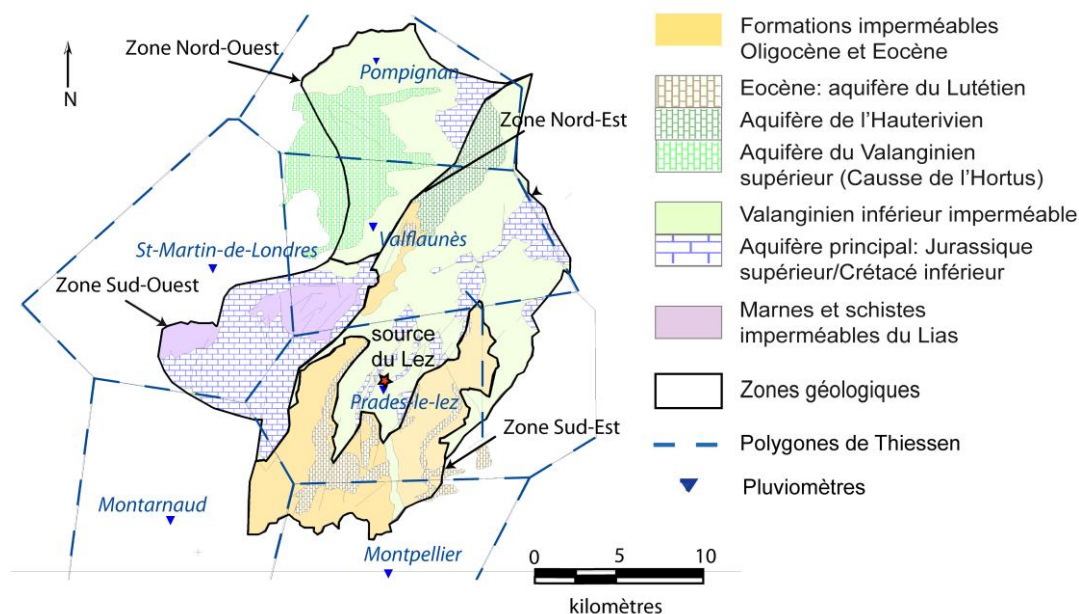 Zone Nord-Ouest
Pompignan
N
Zone Nord-Est
St-Martin-de-Londres
Valflaunès
Zone Sud-Ouest
source
du Lez
Prades-le-lez
Zone Sud-Est
Montarnaud
Montpellier
0 5 10
kilomètres
Formations imperméables
Oligocène et Eocène
Eocène: aquifère du Lutétien
Aquifère de l'Hauterivien
Aquifère du Valanginien
supérieur (Causse de l'Hortus)
Valanginien inférieur imperméable
Aquifère principal: Jurassique
supérieur/Crétacé inférieur
Marnes et schistes
imperméables du Lias
Zones géologiques
Polygones de Thiessen
Pluviomètres